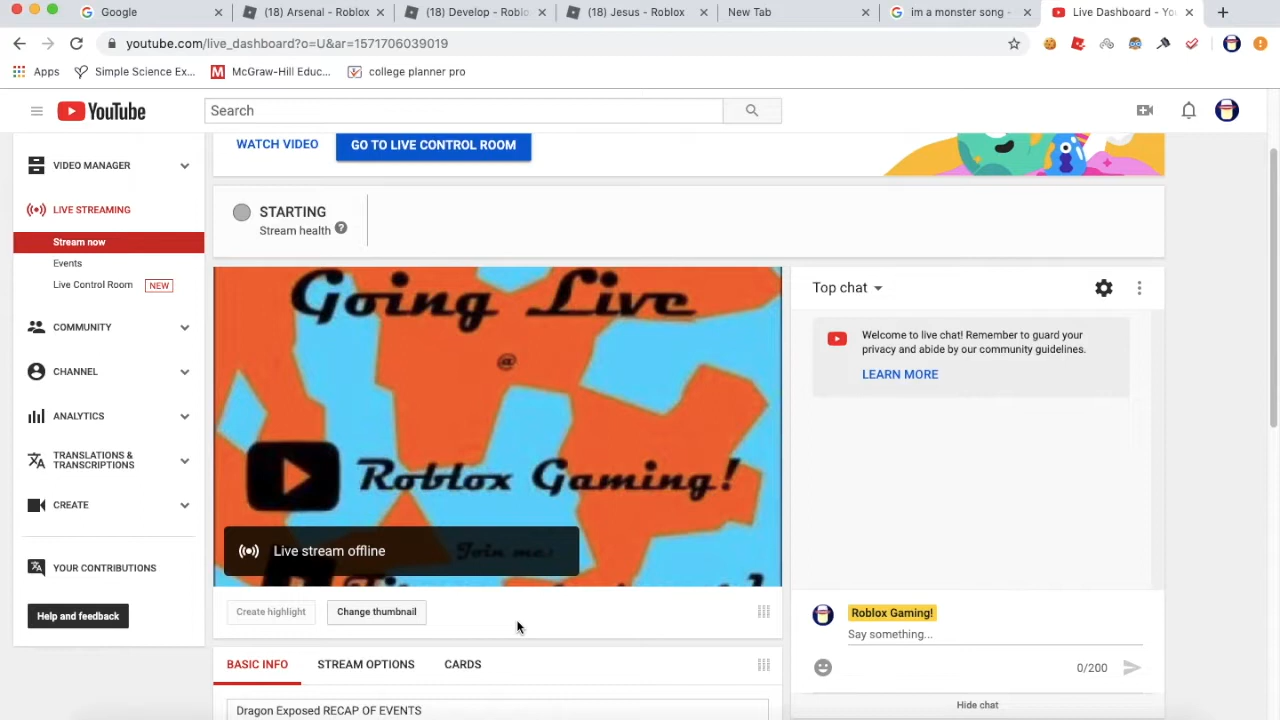 Google
(18) Arsenal - Roblox
(18) Develop - Roblo
(18) Jesus - Roblox
New Tab
im a monster song -
Live Dashboard - You
youtube.com/live_dashboard?o=U&ar=1571706039019
Apps
Simple Science Ex...
McGraw-Hill Educ...
college planner pro
YouTube
Search
WATCH VIDEO
GO TO LIVE CONTROL ROOM
VIDEO MANAGER
LIVE STREAMING
Stream now
Events
Live Control Room NEW
COMMUNITY
CHANNEL
ANALYTICS
TRANSLATIONS &
TRANSCRIPTIONS
CREATE
YOUR CONTRIBUTIONS
Help and feedback
STARTING
Stream health ?
Going Live
@
Roblox Gaming!
Live stream offline
Join me!
Create highlight
Change thumbnail
BASIC INFO
STREAM OPTIONS
CARDS
Dragon Exposed RECAP OF EVENTS
Top chat
Welcome to live chat! Remember to guard your
privacy and abide by our community guidelines.
LEARN MORE
Roblox Gaming!
Say something...
0/200
Hide chat